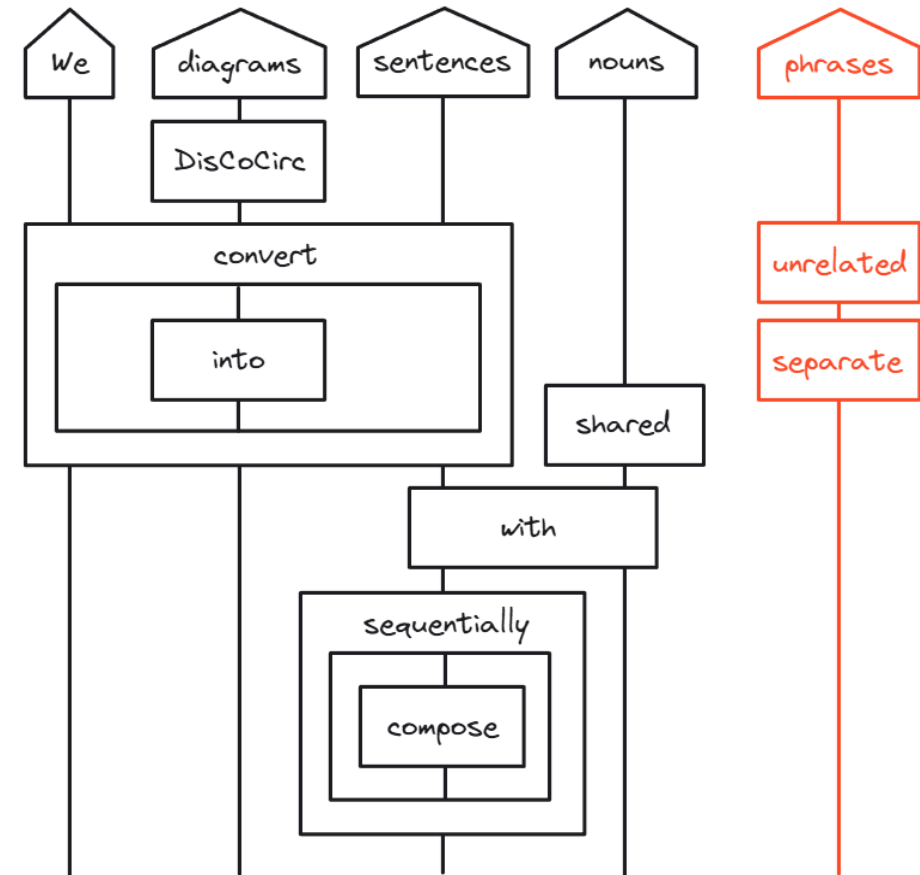 We diagrams sentences nouns phrases
DisCoCirc
convert
unrelated
into
separate
shared
with
sequentially
compose